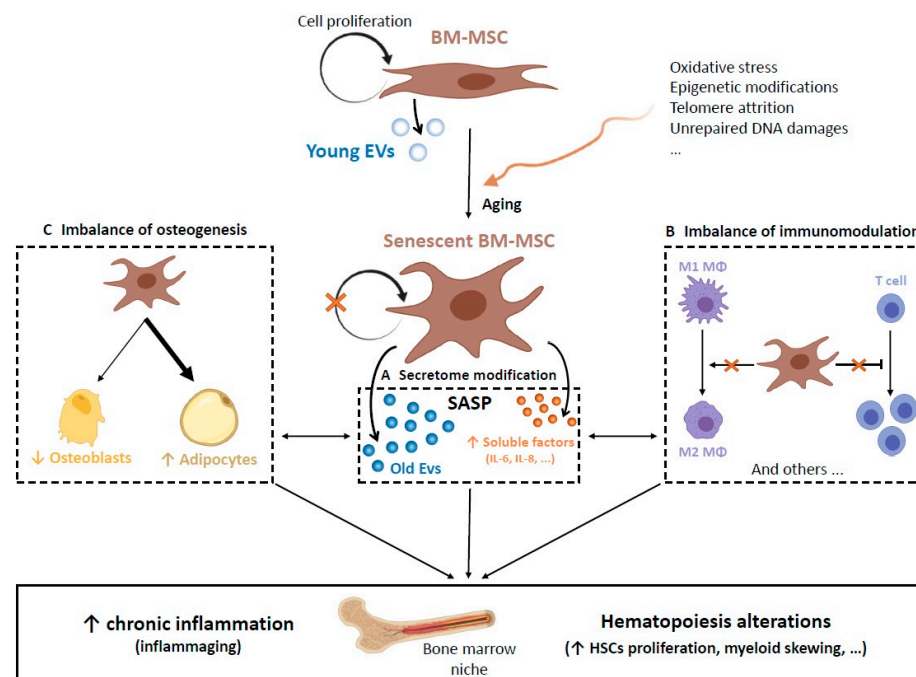 Cell proliferation
BM-MSC
Young EVs
Oxidative stress
Epigenetic modifications
Telomere attrition
Unrepaired DNA damages
...
Aging
C Imbalance of osteogenesis
↓ Osteoblasts
↑ Adipocytes
Senescent BM-MSC
A Secretome modification
SASP
Old Evs
↑ Soluble factors
(IL-6, IL-8, ...)
B Imbalance of immunomodulation
M1 MΦ
T cell
M2 MΦ
And others ...
↑ chronic inflammation
(inflammaging)
Bone marrow
niche
Hematopoiesis alterations
(↑ HSCs proliferation, myeloid skewing, ...)